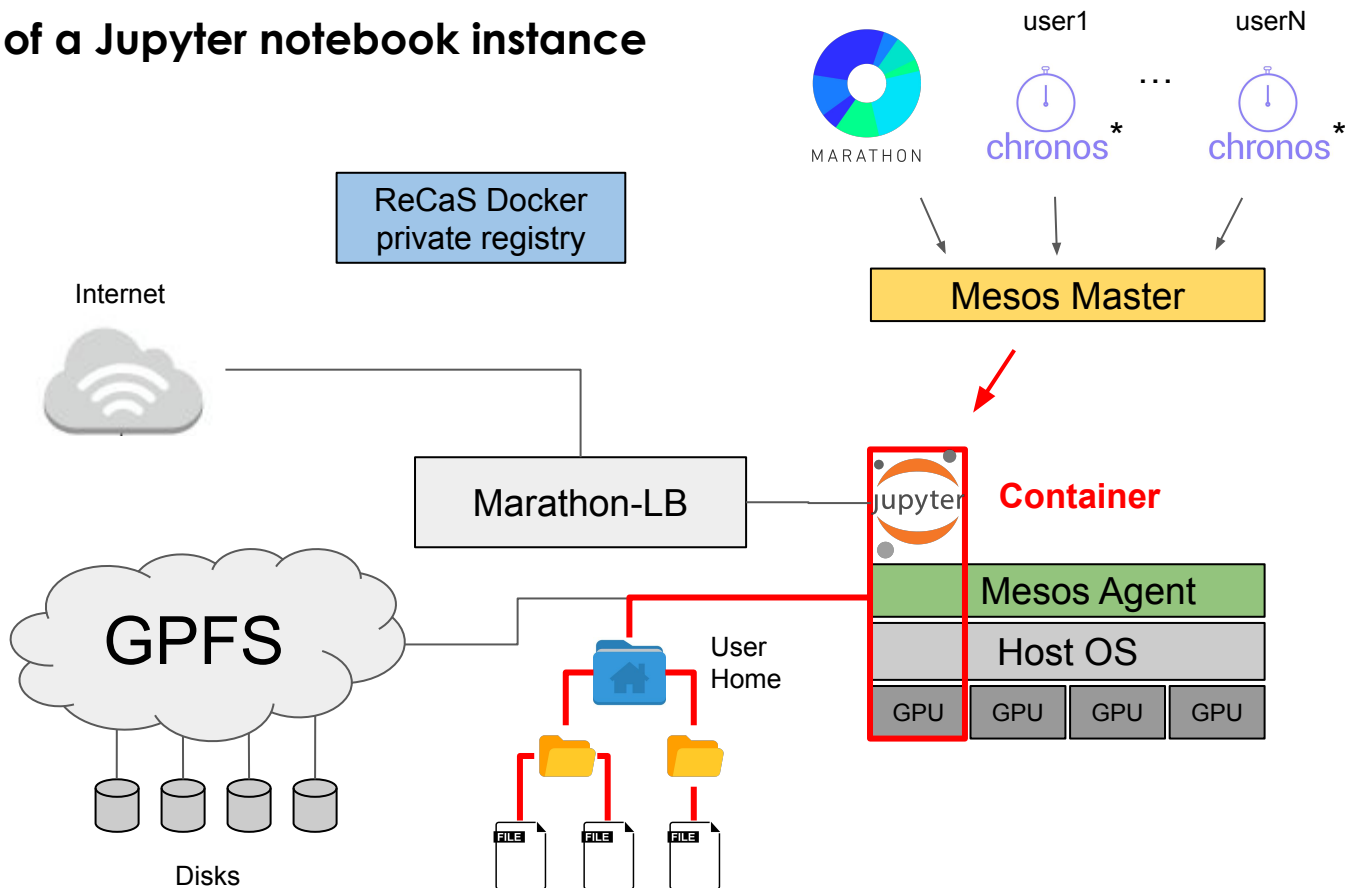 of a Jupyter notebook instance
user1
userN
...
MARATHON
chronos*
chronos*
ReCaS Docker
private registry
Internet
Mesos Master
Marathon-LB
jupyter
Container
GPFS
Mesos Agent
User
Home
Host OS
GPU
GPU
GPU
GPU
FILE
FILE
FILE
Disks